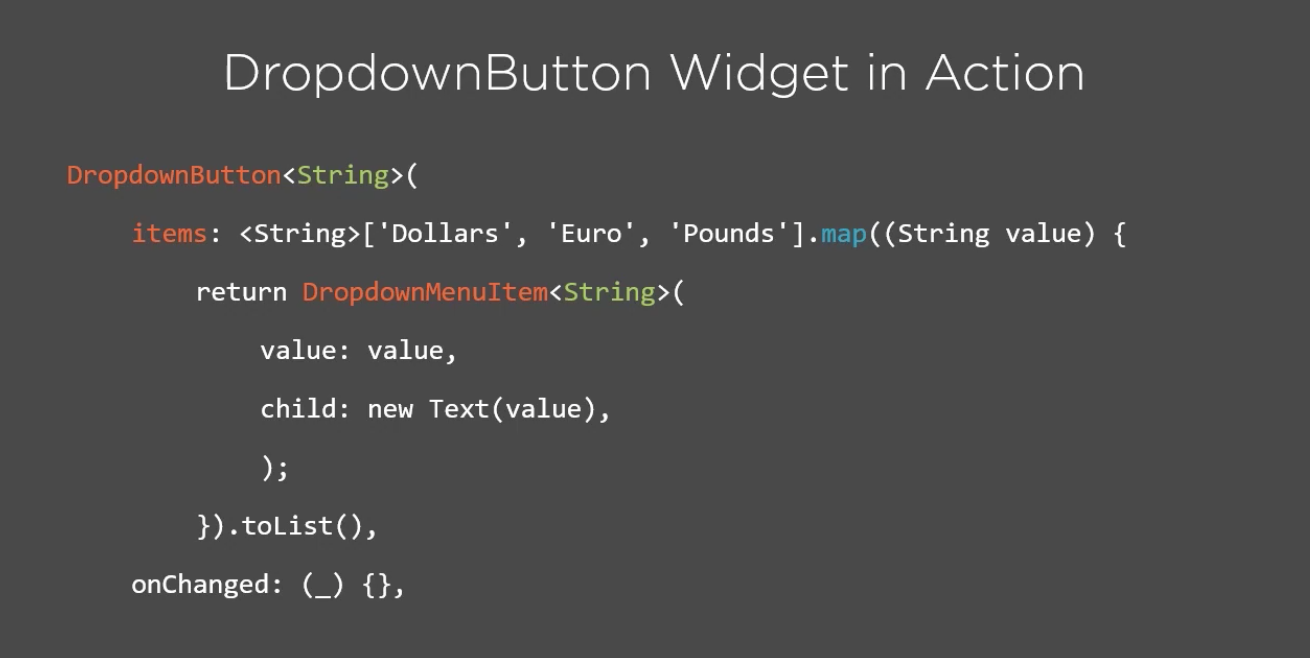 DropdownButton Widget in Action
DropdownButton<String>(
items: <String>['Dollars', 'Euro', 'Pounds'].map((String value) {
return DropdownMenuItem<String>(
value: value,
child: new Text(value),
);
}).toList(),
onChanged: (_) {},